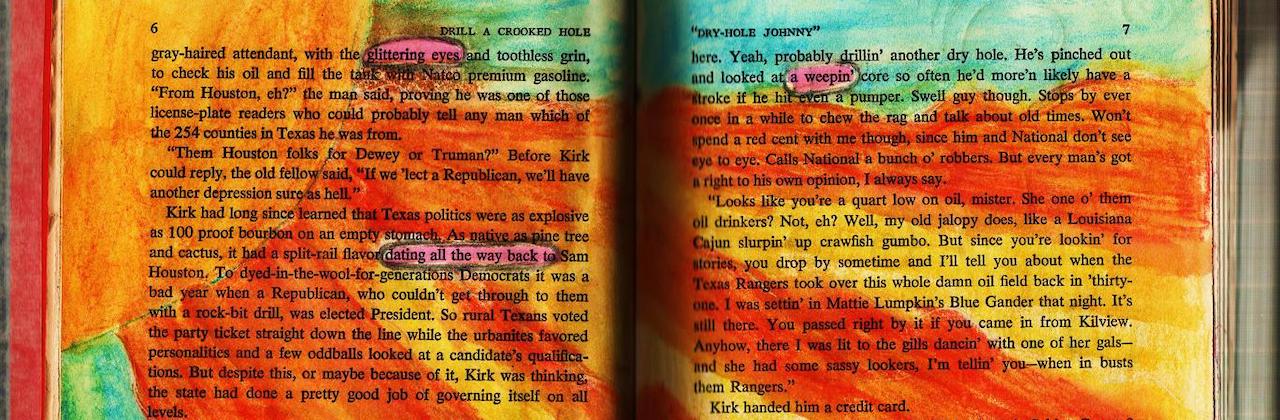 6
DRILL A CROOKED HOLE
gray-haired attendant, with the glittering eyes and toothless grin,
to check his oil and fill the tank with Natco premium gasoline.
“From Houston, eh?” the man said, proving he was one of those
license-plate readers who could probably tell any man which of
the 254 counties in Texas he was from.
“Them Houston folks for Dewey or Truman?” Before Kirk
could reply, the old fellow said, “If we ’lect a Republican, we’ll have
another depression sure as hell.”
Kirk had long since learned that Texas politics were as explosive
as 100 proof bourbon on an empty stomach. As native as pine tree
and cactus, it had a split-rail flavor dating all the way back to Sam
Houston. To dyed-in-the-wool-for-generations Democrats it was a
bad year when a Republican, who couldn’t get through to them
with a rock-bit drill, was elected President. So rural Texans voted
the party ticket straight down the line while the urbanites favored
personalities and a few oddballs looked at a candidate’s qualifica-
tions. But despite this, or maybe because of it, Kirk was thinking,
the state had done a pretty good job of governing itself on all
levels.
“DRY-HOLE JOHNNY”
7
here. Yeah, probably drillin’ another dry hole. He’s pinched out
and looked at a weepin’ core so often he’d more’n likely have a
stroke if he hit even a pumper. Swell guy though. Stops by ever
once in a while to chew the rag and talk about old times. Won’t
spend a red cent with me though, since him and National don’t see
eye to eye. Calls National a bunch o’ robbers. But every man’s got
a right to his own opinion, I always say.
“Looks like you’re a quart low on oil, mister. She one o’ them
oil drinkers? Not, eh? Well, my old jalopy does, like a Louisiana
Cajun slurpin’ up crawfish gumbo. But since you’re lookin’ for
stories, you drop by sometime and I’ll tell you about when the
Texas Rangers took over this whole damn oil field back in ’thirty-
one. I was settin’ in Mattie Lumpkin’s Blue Gander that night. It’s
still there. You passed right by it if you came in from Kilview.
Anyhow, there I was lit to the gills dancin’ with one of her gals—
and she had some sassy lookers, I’m tellin’ you—when in busts
them Rangers.”
Kirk handed him a credit card.